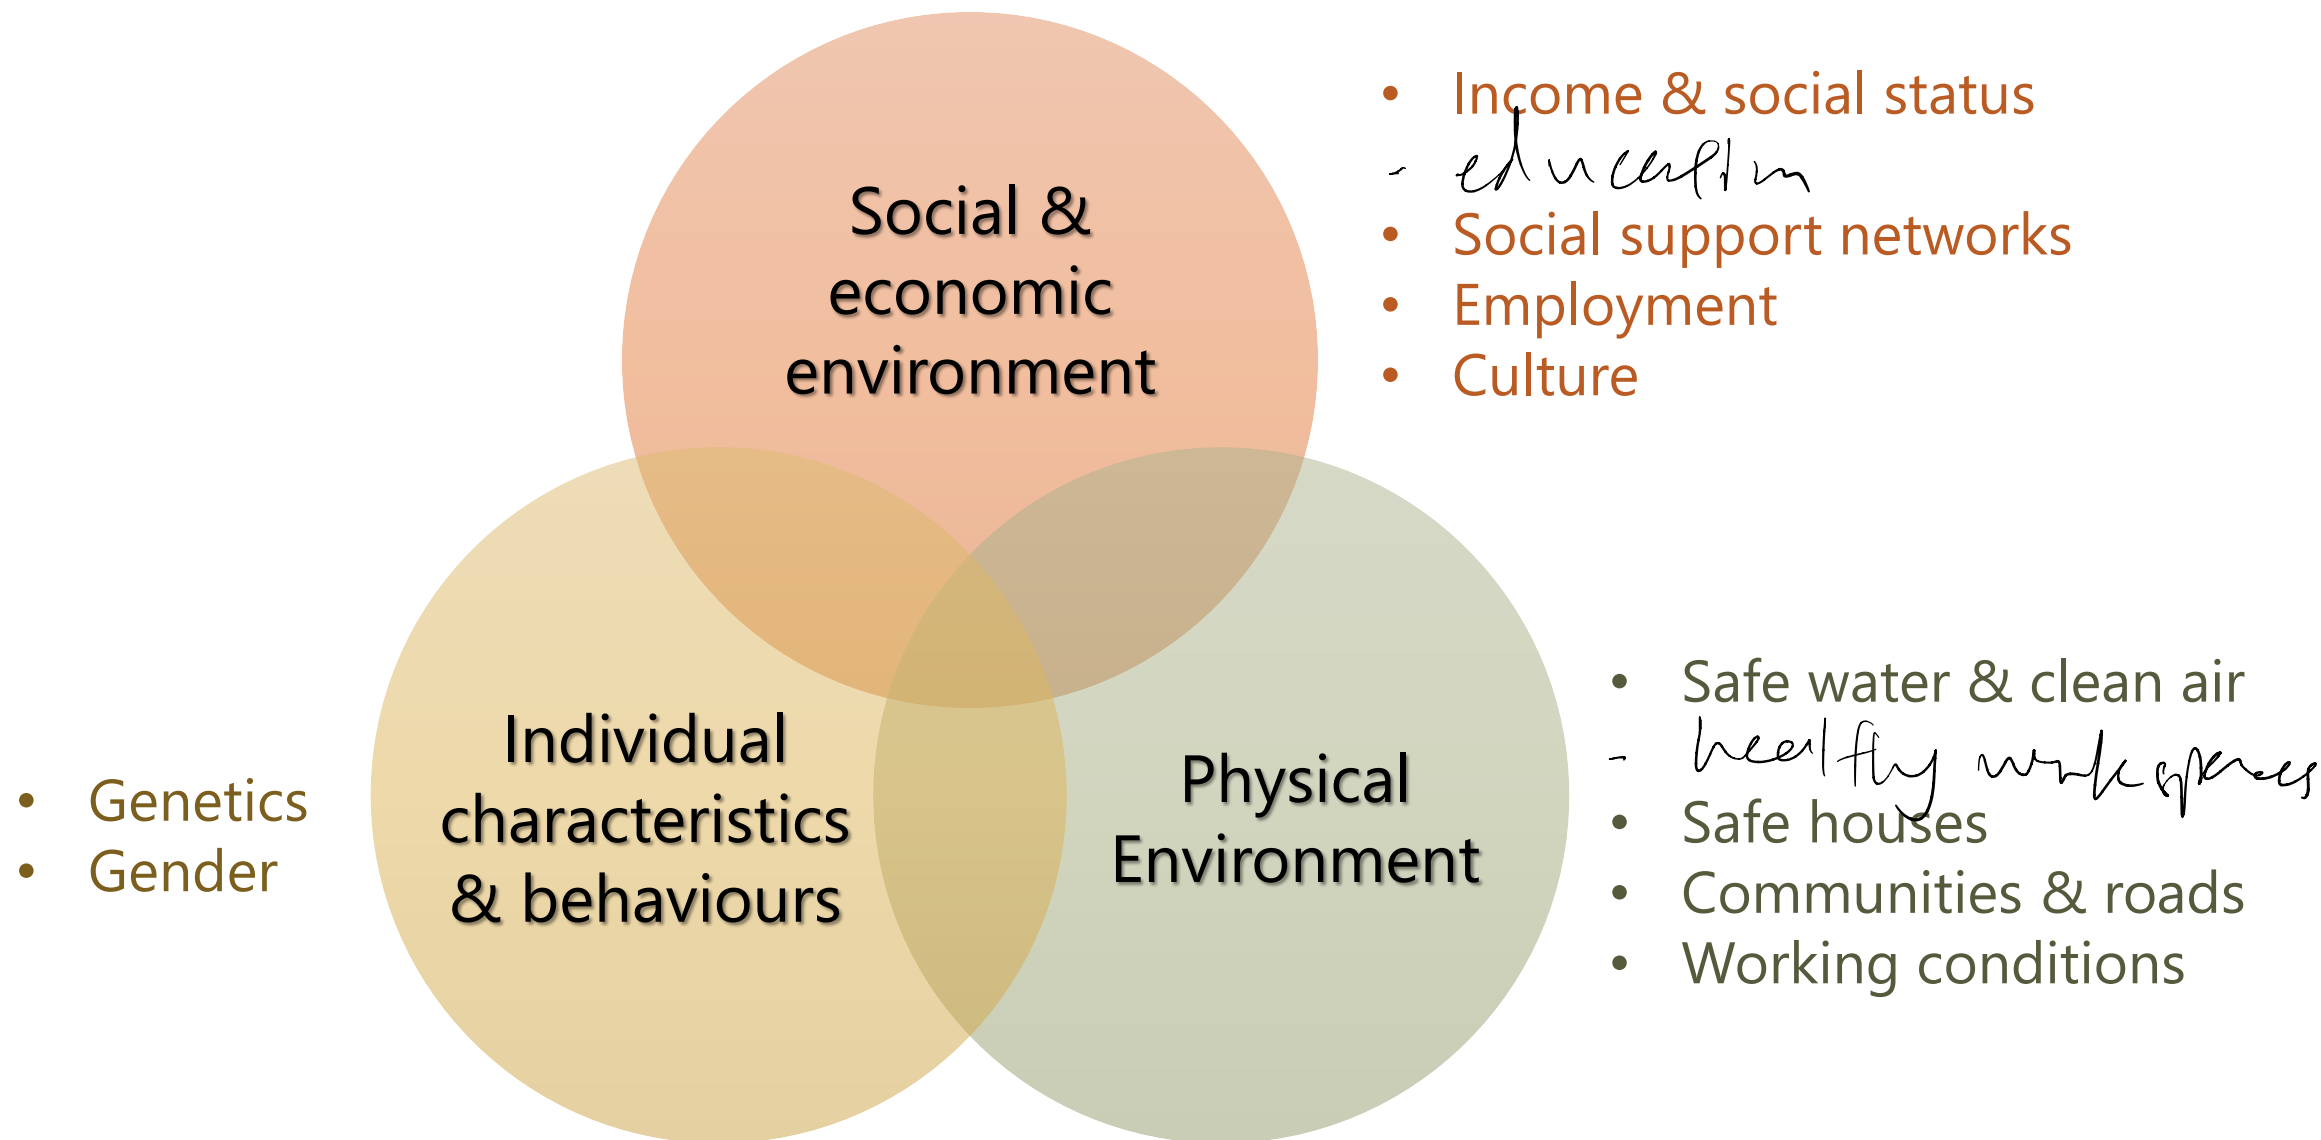 Social &
economic
environment
• Income & social status
- education
• Social support networks
• Employment
• Culture
Individual
characteristics
& behaviours
• Genetics
• Gender
Physical
Environment
• Safe water & clean air
- healthy workspaces
• Safe houses
• Communities & roads
• Working conditions